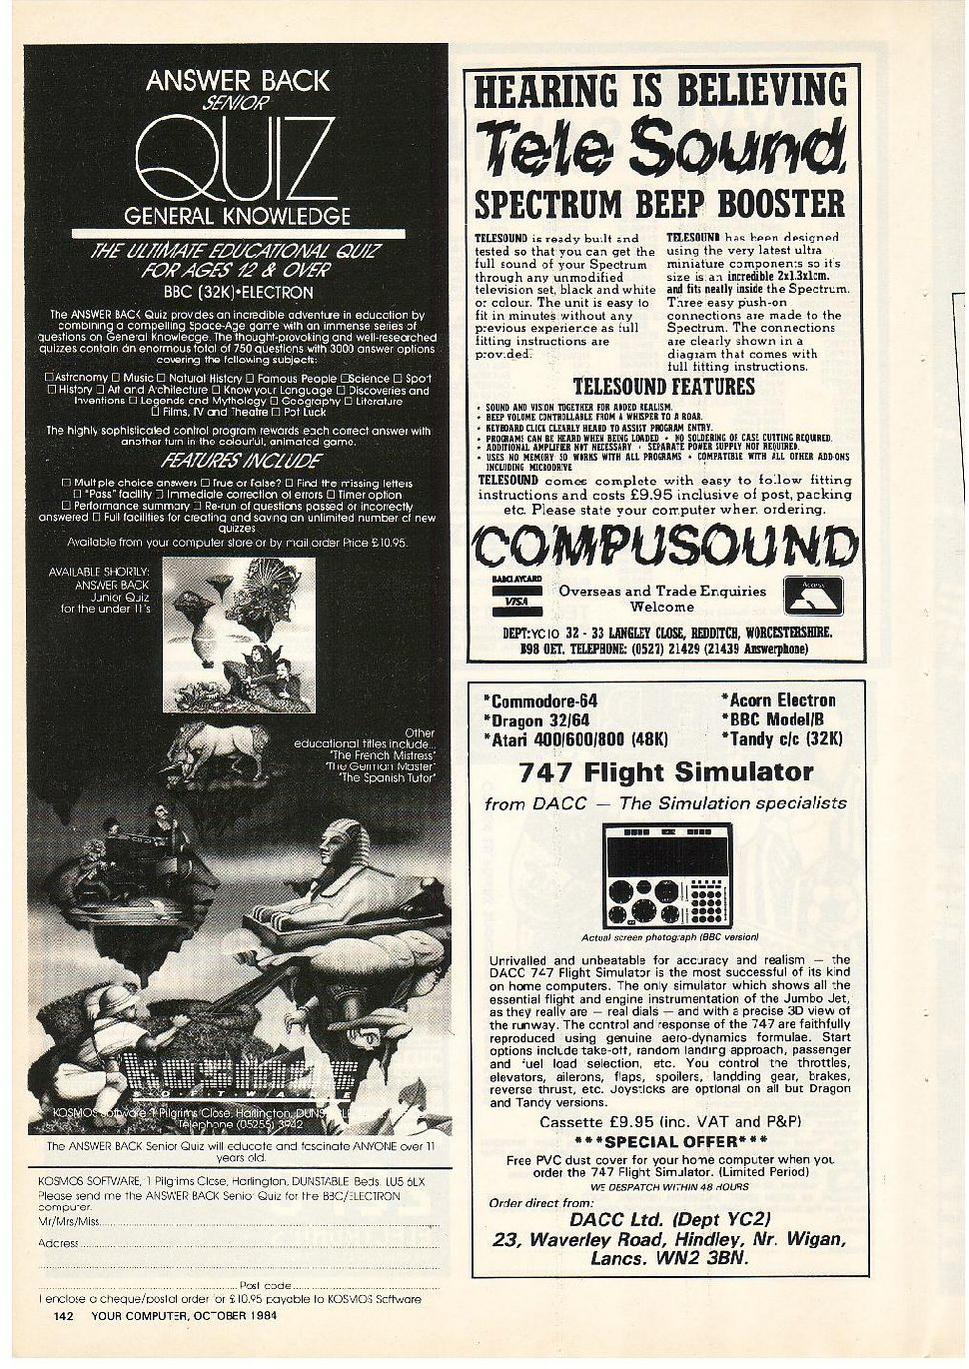 ANSWER BACK
SENIOR
QUIZ
GENERAL KNOWLEDGE
THE ULTIMATE EDUCATIONAL QUIZ
FOR AGES 12 & OVER
BBC (32K)•ELECTRON
The ANSWER BACK Quiz provides an incredible adventure in education by
combining a compelling Space-Age game with an immense series of
questions on General Knowledge. The thought-provoking and well-researched
quizzes contain an enormous total of 750 questions with 3000 answer options
covering the following subjects:
☐ Astronomy ☐ Music ☐ Natural History ☐ Famous People ☐ Science ☐ Sport
☐ History ☐ Art and Architecture ☐ Know your Language ☐ Discoveries and
Inventions ☐ Legends and Mythology ☐ Geography ☐ Literature
☐ Films, TV and Theatre ☐ Pot Luck
The highly sophisticated control program rewards each correct answer with
another turn in the colourful, animated game.
FEATURES INCLUDE
☐ Multiple choice answers ☐ True or false? ☐ Find the missing letters
☐ "Pass" facility ☐ Immediate correction of errors ☐ Timer option
☐ Performance summary ☐ Re-run of questions passed or incorrectly
answered ☐ Full facilities for creating and saving an unlimited number of new
quizzes
Available from your computer store or by mail order Price £10.95.
AVAILABLE SHORTLY:
ANSWER BACK
Junior Quiz
for the under 11's
Other
educational titles include...
'The French Mistress'
'The German Master'
'The Spanish Tutor'
KOSMOS
SOFTWARE
KOSMOS Software 1 Pilgrims Close, Harlington, DUNSTABLE
Telephone (05255) 3942
The ANSWER BACK Senior Quiz will educate and fascinate ANYONE over 11
years old.
KOSMOS SOFTWARE, 1 Pilgrims Close, Harlington, DUNSTABLE Beds. LU5 6LX
Please send me the ANSWER BACK Senior Quiz for the BBC/ELECTRON
computer.
Mr/Mrs/Miss
Address
Post code
I enclose a cheque/postal order for £10.95 payable to KOSMOS Software
142 YOUR COMPUTER, OCTOBER 1984
HEARING IS BELIEVING
Tele Sound
SPECTRUM BEEP BOOSTER
TELESOUND is ready built and
tested so that you can get the
full sound of your Spectrum
through any unmodified
television set, black and white
or colour. The unit is easy to
fit in minutes without any
previous experience as full
fitting instructions are
provided.
TELESOUND has been designed
using the very latest ultra
miniature components so it's
size is an incredible 2x1.3x1cm.
and fits neatly inside the Spectrum.
Three easy push-on
connections are made to the
Spectrum. The connections
are clearly shown in a
diagram that comes with
full fitting instructions.
TELESOUND FEATURES
• SOUND AND VISION TOGETHER FOR ADDED REALISM.
• BEEP VOLUME CONTROLLABLE FROM A WHISPER TO A ROAR.
• KEYBOARD CLICK CLEARLY HEARD TO ASSIST PROGRAM ENTRY.
• PROGRAMS CAN BE HEARD WHEN BEING LOADED • NO SOLDERING OF CASE CUTTING REQUIRED.
• ADDITIONAL AMPLIFIER NOT NECESSARY • SEPARATE POWER SUPPLY NOT REQUIRED.
• USES NO MEMORY SO WORKS WITH ALL PROGRAMS • COMPATIBLE WITH ALL OTHER ADD-ONS
INCLUDING MICRODRIVE
TELESOUND comes complete with easy to follow fitting
instructions and costs £9.95 inclusive of post, packing
etc. Please state your computer when ordering.
COMPUSOUND
BARCLAYCARD
VISA
Overseas and Trade Enquiries
Welcome
Access
DEPT: YC10 32 - 33 LANGLEY CLOSE, REDDITCH, WORCESTERSHIRE.
B98 0ET. TELEPHONE: (0527) 21429 (21439 Answerphone)
*Commodore-64
*Dragon 32/64
*Atari 400/600/800 (48K)
*Acorn Electron
*BBC Model/B
*Tandy c/c (32K)
747 Flight Simulator
from DACC — The Simulation specialists
Actual screen photograph (BBC version)
Unrivalled and unbeatable for accuracy and realism — the
DACC 747 Flight Simulator is the most successful of its kind
on home computers. The only simulator which shows all the
essential flight and engine instrumentation of the Jumbo Jet,
as they really are — real dials — and with a precise 3D view of
the runway. The control and response of the 747 are faithfully
reproduced using genuine aero-dynamics formulae. Start
options include take-off, random landing approach, passenger
and fuel load selection, etc. You control the throttles,
elevators, ailerons, flaps, spoilers, landding gear, brakes,
reverse thrust, etc. Joysticks are optional on all but Dragon
and Tandy versions.
Cassette £9.95 (inc. VAT and P&P)
***SPECIAL OFFER***
Free PVC dust cover for your home computer when you
order the 747 Flight Simulator. (Limited Period)
WE DESPATCH WITHIN 48 HOURS
Order direct from:
DACC Ltd. (Dept YC2)
23, Waverley Road, Hindley, Nr. Wigan,
Lancs. WN2 3BN.